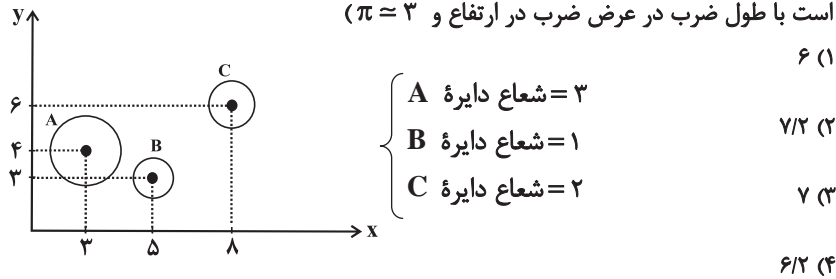 است با طول ضرب در عرض ضرب در ارتفاع و π ≃ ۳)
۱) ۶
۲) ۷/۲
۳) ۷
۴) ۶/۲
A شعاع دایرهٔ = ۳
B شعاع دایرهٔ = ۱
C شعاع دایرهٔ = ۲
y
C
۶
A
۴
B
۳
x
۳ ۵ ۸